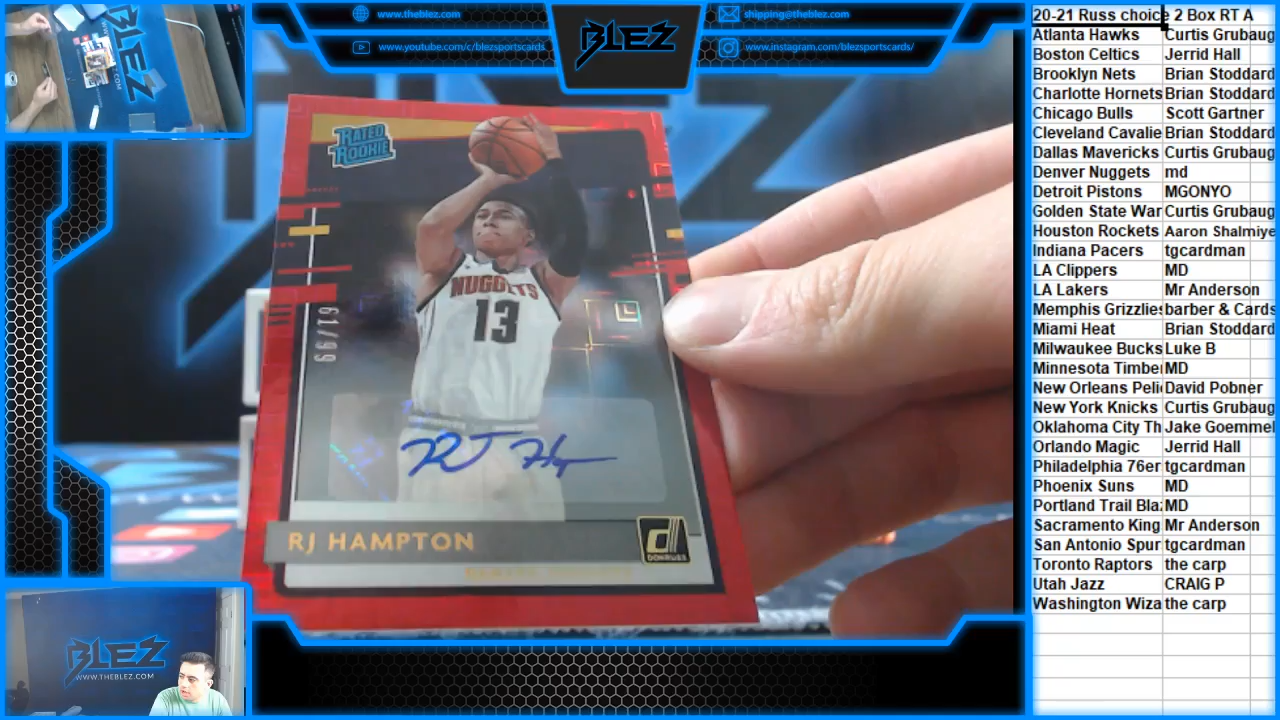 BLEZ
.COM
www.theblez.com
www.youtube.com/c/blezsportscards
BLEZ
shipping@theblez.com
www.instagram.com/blezsportscards/
RATED ROOKIE
NUGGETS
13
61/99
RJ Hampton
RJ HAMPTON
DONRUSS
BLEZ
WWW.THEBLEZ.COM
20-21 Russ choice 2 Box RT A
Atlanta Hawks Curtis Grubaug
Boston Celtics Jerrid Hall
Brooklyn Nets Brian Stoddard
Charlotte Hornets Brian Stoddard
Chicago Bulls Scott Gartner
Cleveland Cavalie Brian Stoddard
Dallas Mavericks Curtis Grubaug
Denver Nuggets md
Detroit Pistons MGONYO
Golden State War Curtis Grubaug
Houston Rockets Aaron Shalmiye
Indiana Pacers tgcardman
LA Clippers MD
LA Lakers Mr Anderson
Memphis Grizzlies barber & Cards
Miami Heat Brian Stoddard
Milwaukee Bucks Luke B
Minnesota Timber MD
New Orleans Peli David Pobner
New York Knicks Curtis Grubaug
Oklahoma City Th Jake Goemmel
Orlando Magic Jerrid Hall
Philadelphia 76er tgcardman
Phoenix Suns MD
Portland Trail Bla MD
Sacramento King Mr Anderson
San Antonio Spur tgcardman
Toronto Raptors the carp
Utah Jazz CRAIG P
Washington Wiza the carp